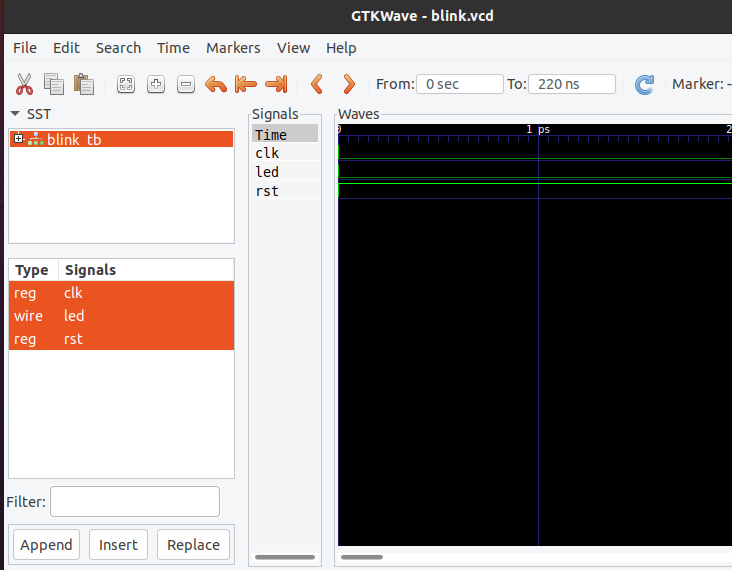 GTKWave - blink.vcd
File Edit Search Time Markers View Help
From: 0 sec To: 220 ns Marker: -
SST
blink_tb
Type Signals
reg clk
wire led
reg rst
Filter:
Append Insert Replace
Signals
Time
clk
led
rst
Waves
0 1 ps 2